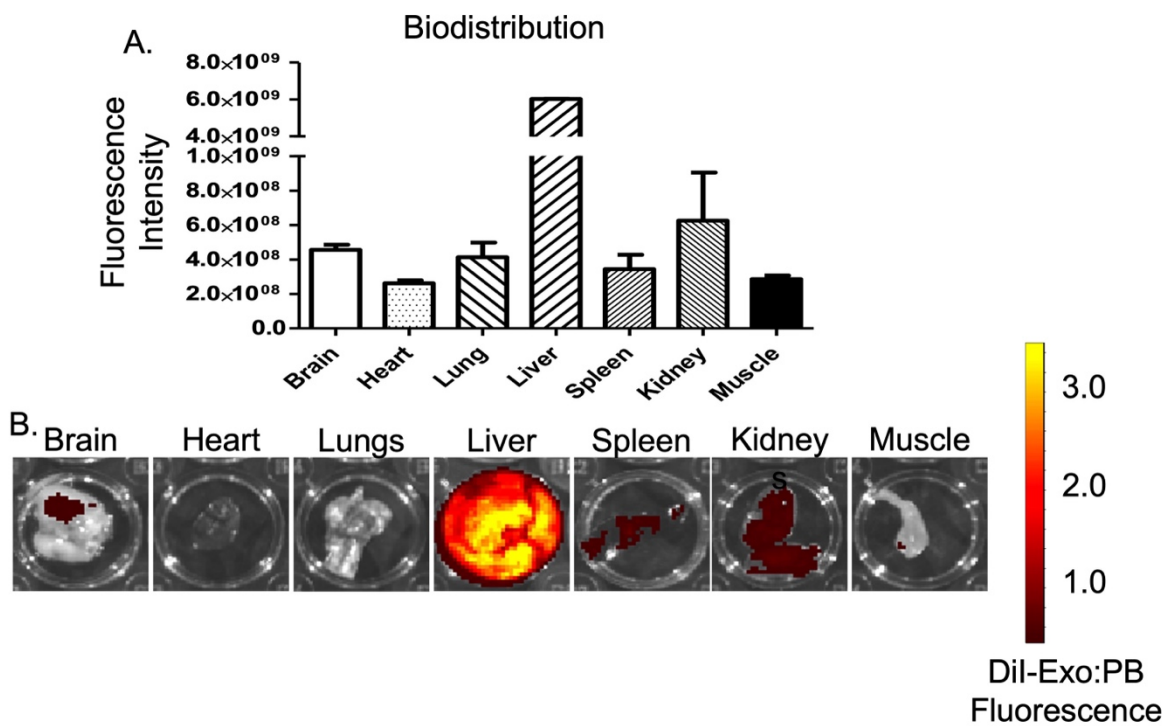 A.
Biodistribution
Fluorescence
Intensity
8.0×10⁰⁹
6.0×10⁰⁹
4.0×10⁰⁹
1.0×10⁰⁹
8.0×10⁰⁸
6.0×10⁰⁸
4.0×10⁰⁸
2.0×10⁰⁸
0.0
Brain
Heart
Lung
Liver
Spleen
Kidney
Muscle
B.
Brain
Heart
Lungs
Liver
Spleen
Kidney
s
Muscle
3.0
2.0
1.0
Dil-Exo:PB
Fluorescence